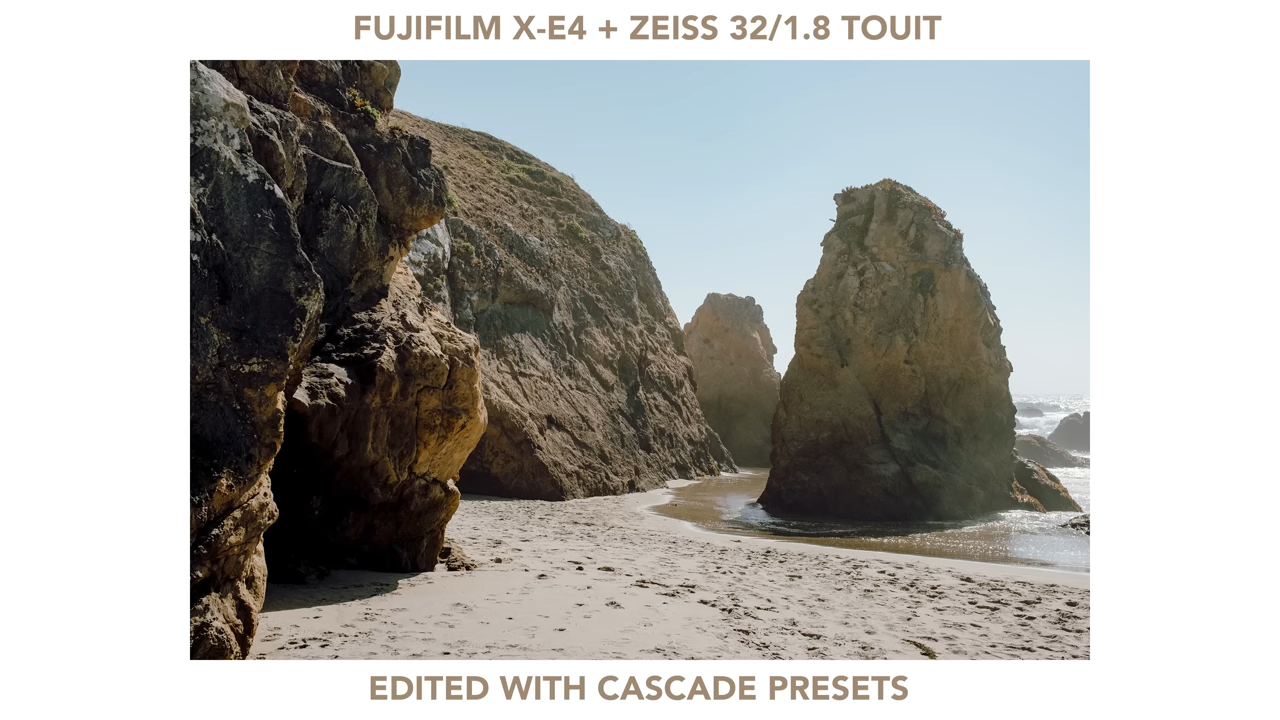 FUJIFILM X-E4 + ZEISS 32/1.8 TOUIT
EDITED WITH CASCADE PRESETS